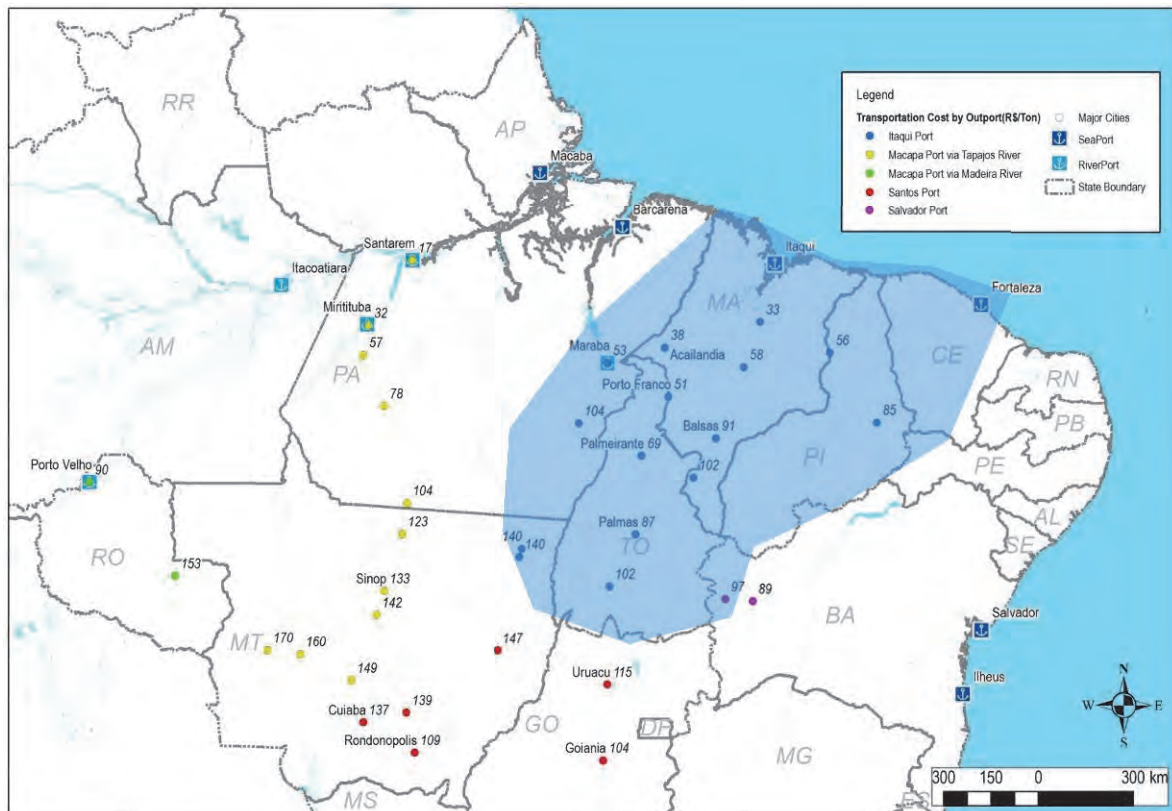 Legend
Transportation Cost by Outport(R$/Ton)
Itaqui Port
Macapa Port via Tapajos River
Macapa Port via Madeira River
Santos Port
Salvador Port
Major Cities
SeaPort
RiverPort
State Boundary
RR
AP
Macaba
Barcarena
Santarem
17
Itacoatiara
Itaqui
Fortaleza
Miritituba
32
MA
33
AM
57
PA
38
Acailandia
56
CE
Maraba
53
58
RN
78
Porto Franco 51
PB
104
Balsas 91
85
Palmeirante 69
PI
PE
Porto Velho
90
102
104
AL
123
Palmas 87
SE
RO
140
140
TO
153
Sinop 133
102
97
89
BA
142
Salvador
MT
170
160
147
149
Uruacu 115
Ilheus
139
Cuiaba 137
GO
DF
Rondonopolis 109
Goiania 104
MG
MS
ES
N
W
E
S
300 150 0 300 km